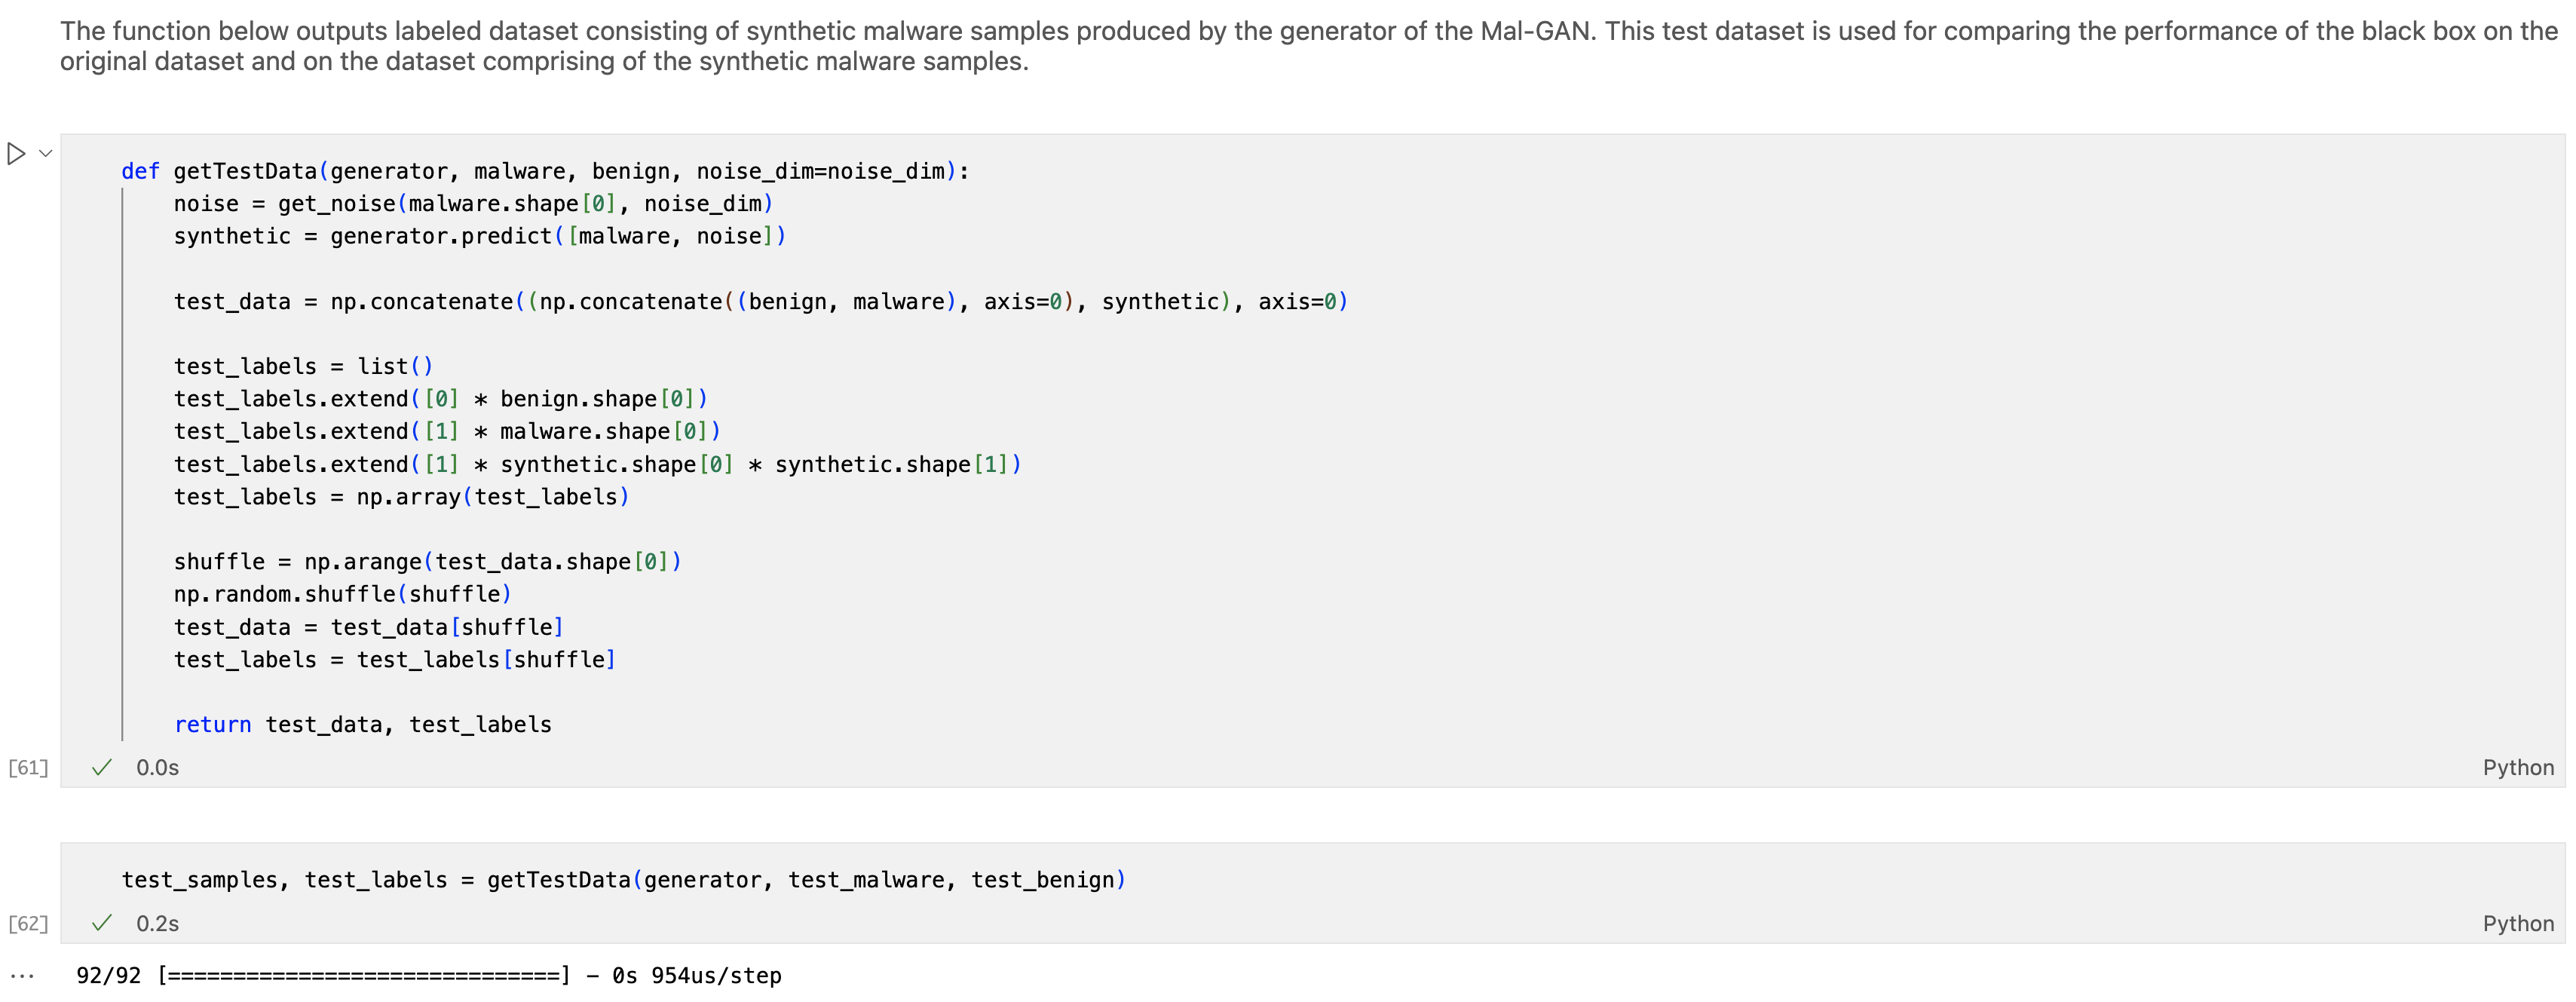 The function below outputs labeled dataset consisting of synthetic malware samples produced by the generator of the Mal-GAN. This test dataset is used for comparing the performance of the black box on the
original dataset and on the dataset comprising of the synthetic malware samples.
def getTestData(generator, malware, benign, noise_dim=noise_dim):
    noise = get_noise(malware.shape[0], noise_dim)
    synthetic = generator.predict([malware, noise])
    test_data = np.concatenate((np.concatenate((benign, malware), axis=0), synthetic), axis=0)
    test_labels = list()
    test_labels.extend([0] * benign.shape[0])
    test_labels.extend([1] * malware.shape[0])
    test_labels.extend([1] * synthetic.shape[0] * synthetic.shape[1])
    test_labels = np.array(test_labels)
    shuffle = np.arange(test_data.shape[0])
    np.random.shuffle(shuffle)
    test_data = test_data[shuffle]
    test_labels = test_labels[shuffle]
    return test_data, test_labels
[61] ✓ 0.0s Python
test_samples, test_labels = getTestData(generator, test_malware, test_benign)
[62] ✓ 0.2s Python
... 92/92 [==============================] - 0s 954us/step